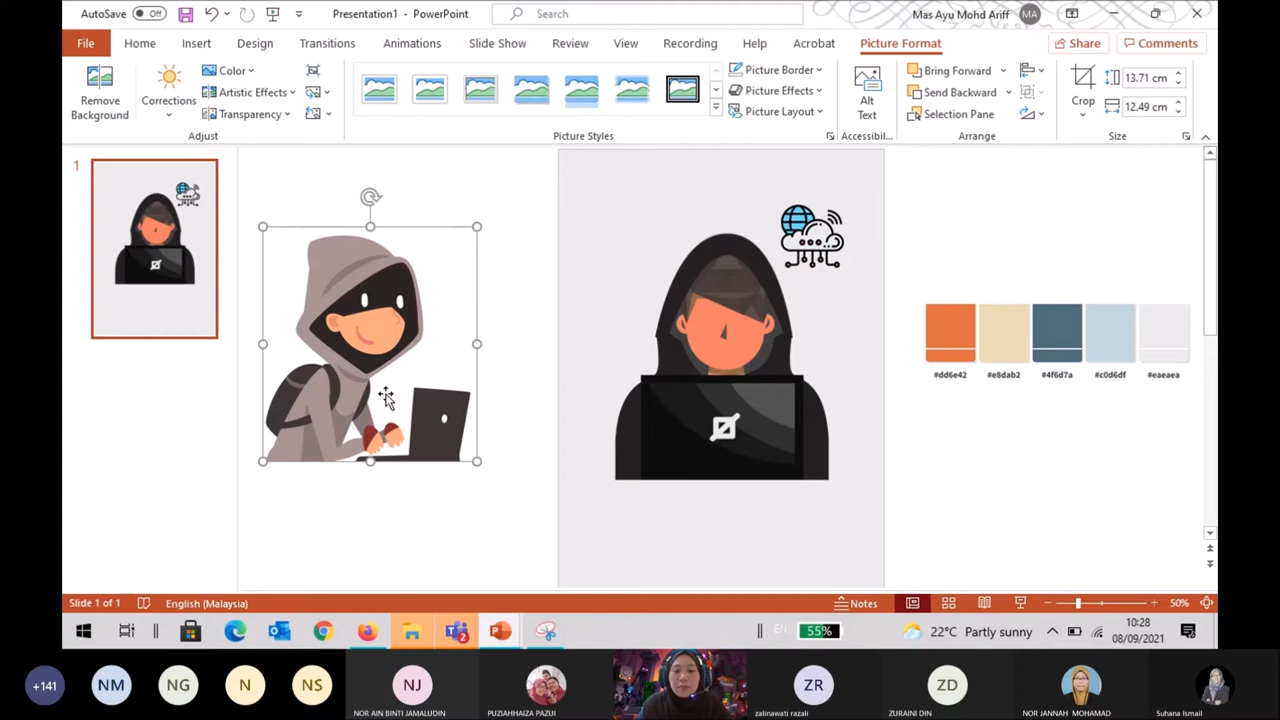 AutoSave Off Presentation1 - PowerPoint Search Mas Ayu Mohd Ariff MA
File Home Insert Design Transitions Animations Slide Show Review View Recording Help Acrobat Picture Format Share Comments
Remove Background
Corrections
Color
Artistic Effects
Transparency
Adjust
Picture Styles
Picture Border
Picture Effects
Picture Layout
Alt Text
Accessibil...
Bring Forward
Send Backward
Selection Pane
Arrange
Crop
13.71 cm
12.49 cm
Size
1
#dd6e42 #e8dab2 #4f6d7a #c0d6df #eaeaea
Slide 1 of 1 English (Malaysia) Notes 50%
EN 55% 22°C Partly sunny 10:28
08/09/2021
+141 NM NG N NS NJ ZR ZD
NOR AIN BINTI JAMALUDIN PUZIAHHAIZA PAZUI zalinawati razali ZURAINI DIN NOR JANNAH MOHAMAD Suhana Ismail